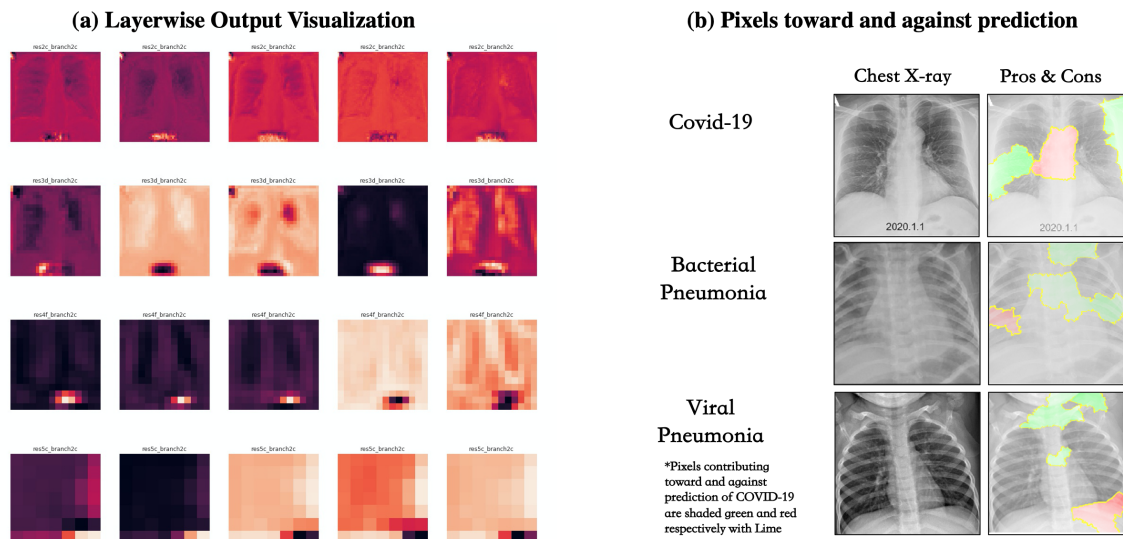 (a) Layerwise Output Visualization
res2c_branch2c res2c_branch2c res2c_branch2c res2c_branch2c res2c_branch2c
res3d_branch2c res3d_branch2c res3d_branch2c res3d_branch2c res3d_branch2c
res4f_branch2c res4f_branch2c res4f_branch2c res4f_branch2c res4f_branch2c
res5c_branch2c res5c_branch2c res5c_branch2c res5c_branch2c res5c_branch2c
(b) Pixels toward and against prediction
Chest X-ray Pros & Cons
Covid-19
2020.1.1 2020.1.1
Bacterial
Pneumonia
Viral
Pneumonia
*Pixels contributing
toward and against
prediction of COVID-19
are shaded green and red
respectively with Lime